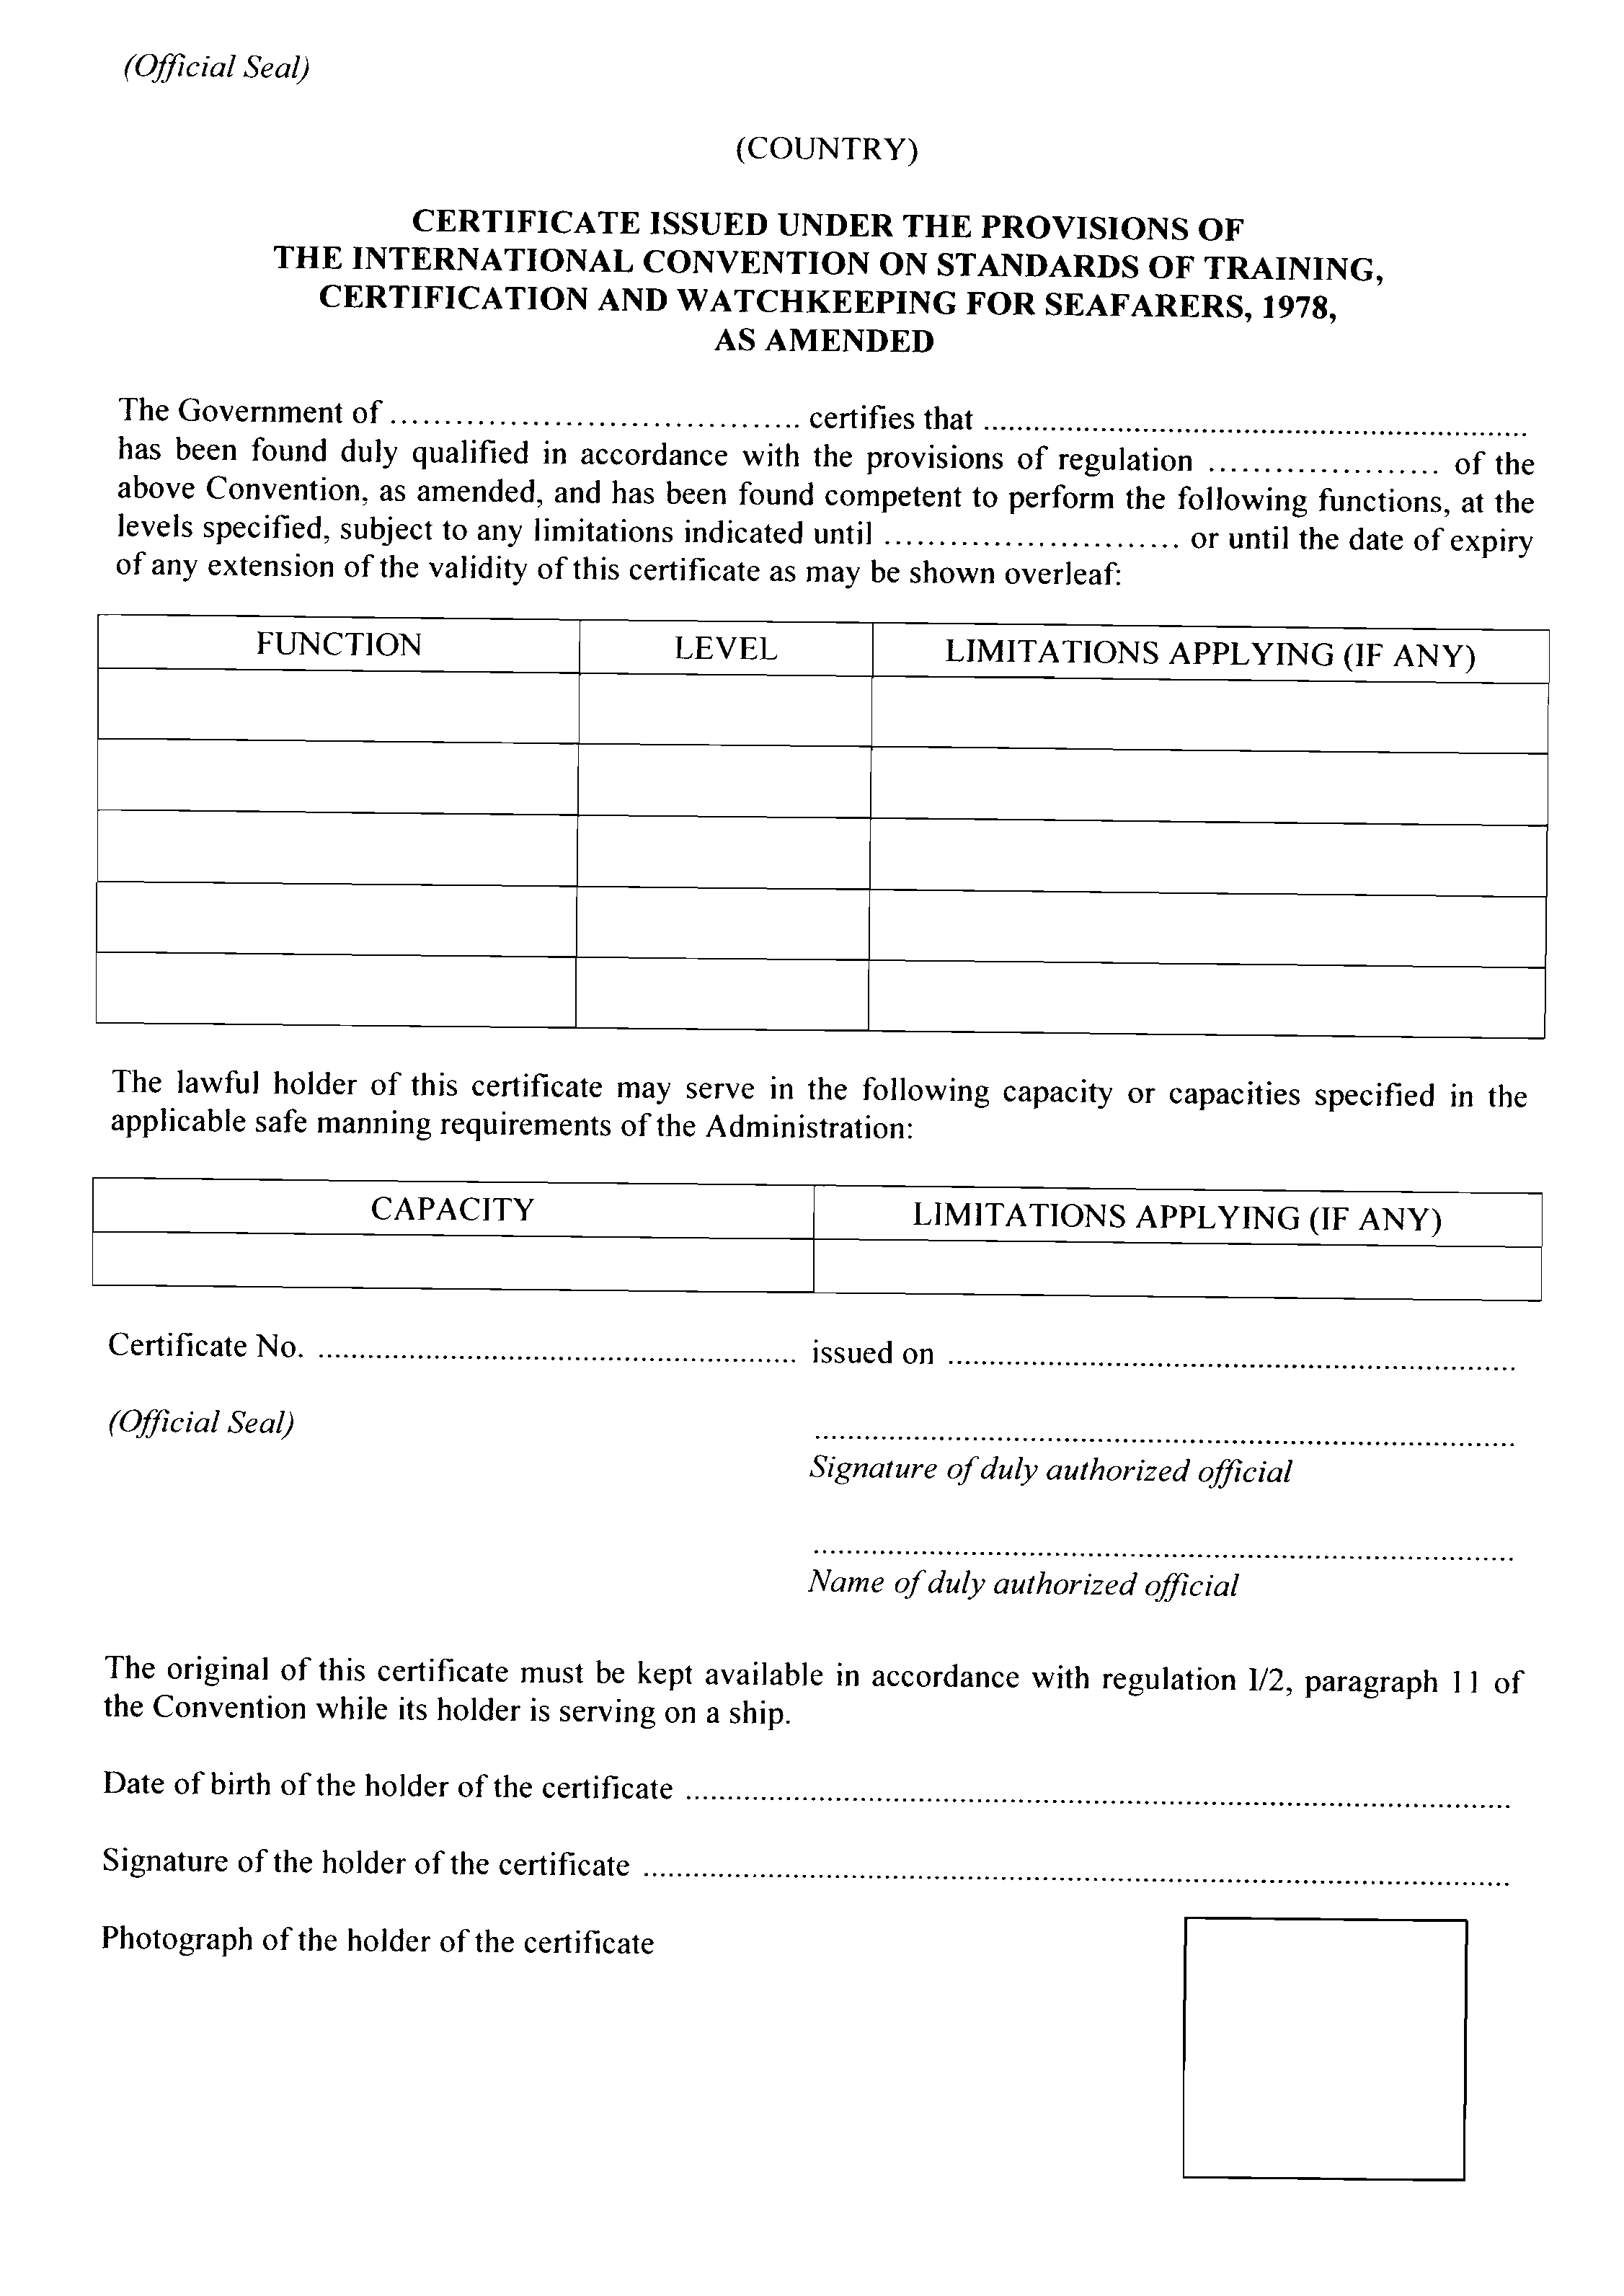 (Official Seal)
(COUNTRY)
CERTIFICATE ISSUED UNDER THE PROVISIONS OF
THE INTERNATIONAL CONVENTION ON STANDARDS OF TRAINING,
CERTIFICATION AND WATCHKEEPING FOR SEAFARERS, 1978,
AS AMENDED
The Government of ........................................ certifies that ................................................................
has been found duly qualified in accordance with the provisions of regulation ...................... of the
above Convention, as amended, and has been found competent to perform the following functions, at the
levels specified, subject to any limitations indicated until ............................ or until the date of expiry
of any extension of the validity of this certificate as may be shown overleaf:
FUNCTION LEVEL LIMITATIONS APPLYING (IF ANY)
The lawful holder of this certificate may serve in the following capacity or capacities specified in the
applicable safe manning requirements of the Administration:
CAPACITY LIMITATIONS APPLYING (IF ANY)
Certificate No. .......................................................... issued on ......................................................................
(Official Seal)
Signature of duly authorized official
Name of duly authorized official
The original of this certificate must be kept available in accordance with regulation I/2, paragraph 11 of
the Convention while its holder is serving on a ship.
Date of birth of the holder of the certificate ....................................................................................................
Signature of the holder of the certificate .........................................................................................................
Photograph of the holder of the certificate